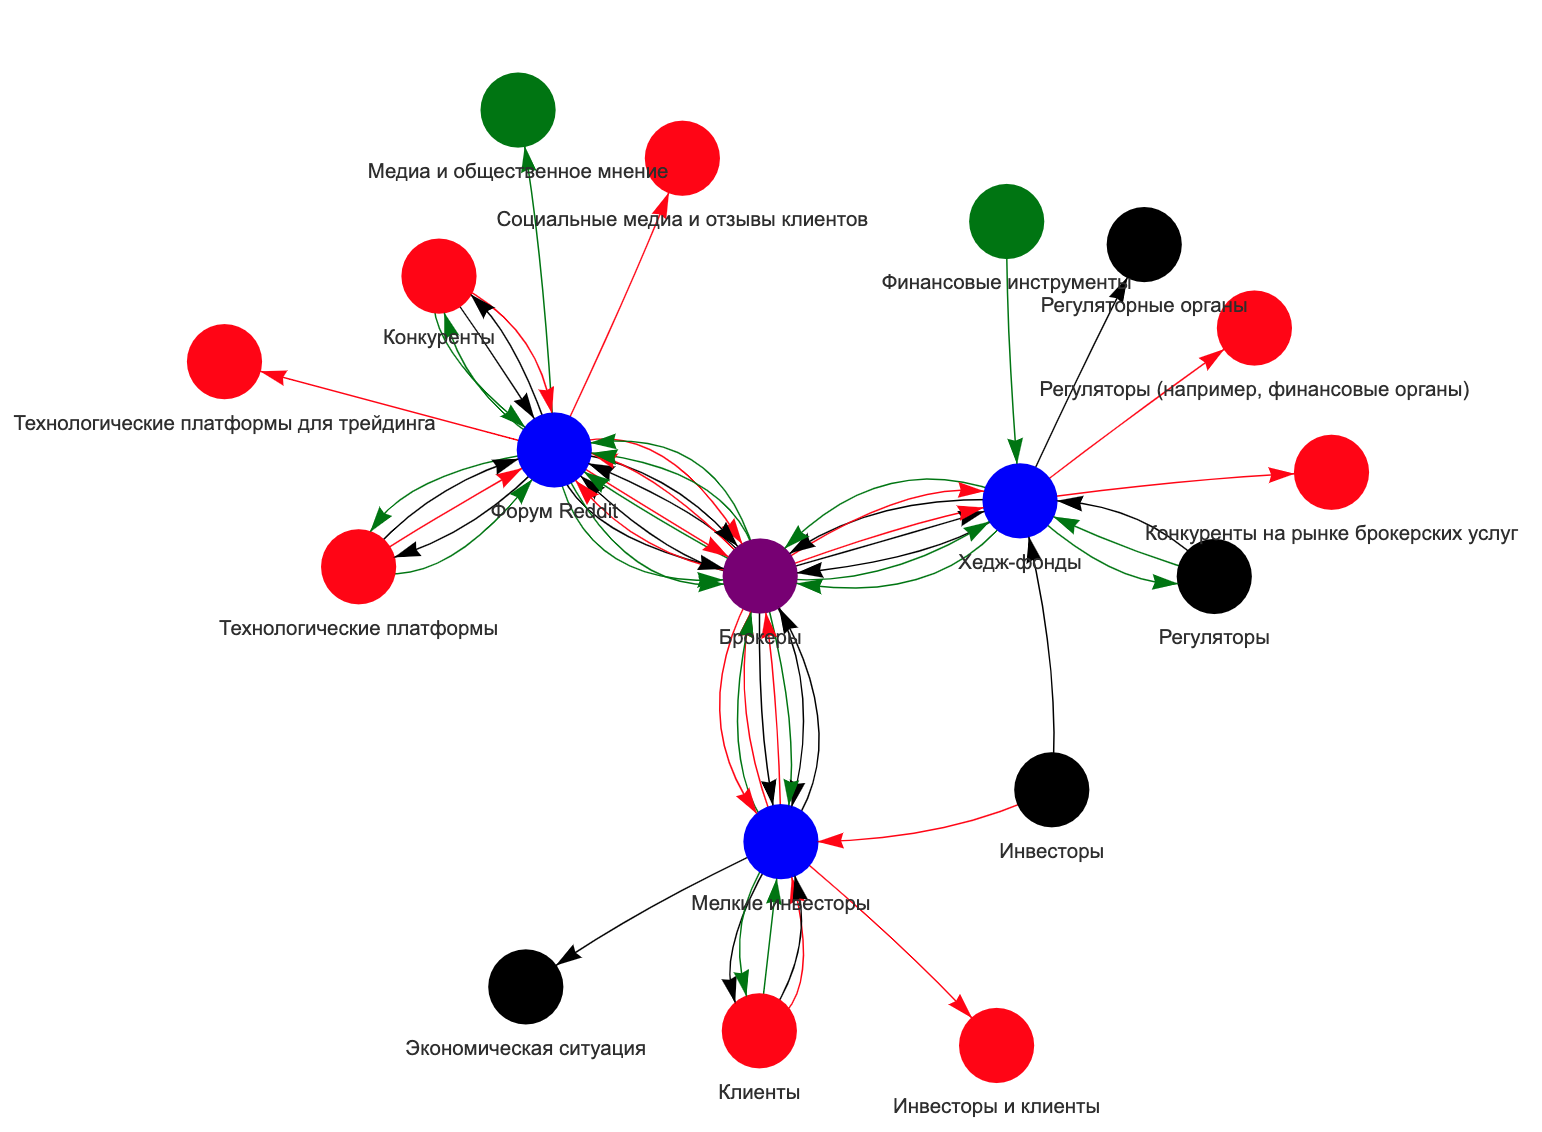 Медиа и общественное мнение
Социальные медиа и отзывы клиентов
Финансовые инструменты
Регуляторные органы
Конкуренты
Регуляторы (например, финансовые органы)
Технологические платформы для трейдинга
Форум Reddit
Конкуренты на рынке брокерских услуг
Хедж-фонды
Технологические платформы
Брокеры
Регуляторы
Инвесторы
Мелкие инвесторы
Экономическая ситуация
Клиенты
Инвесторы и клиенты